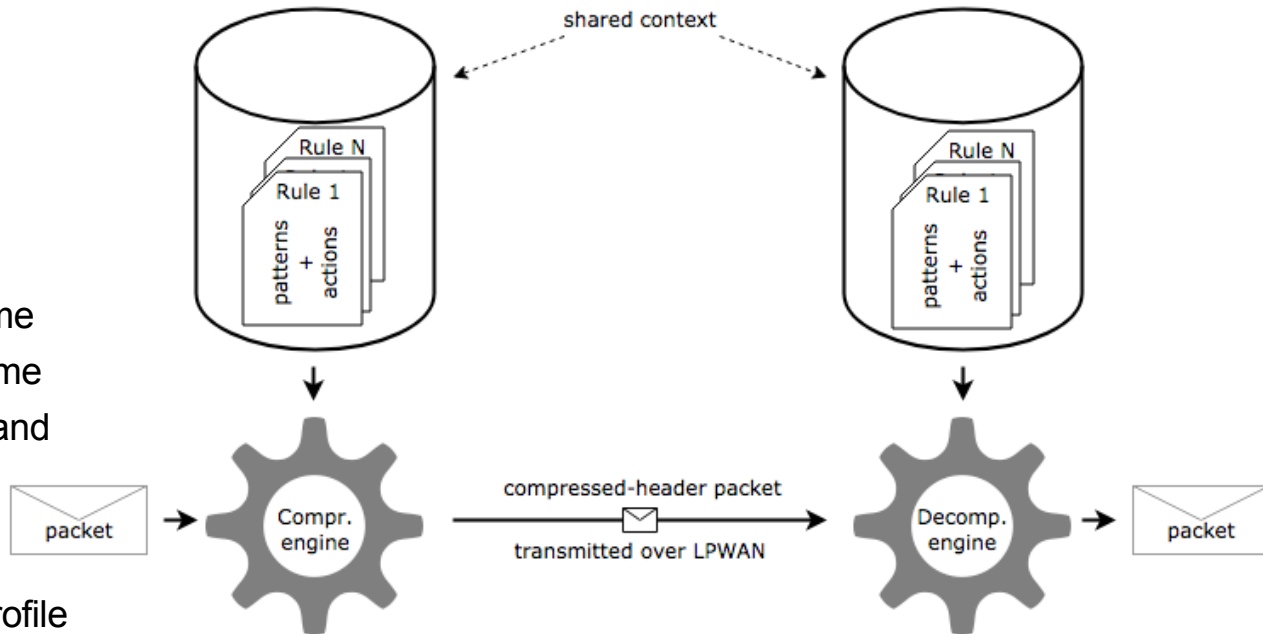 shared context
Rule N
Rule 1
patterns
+
actions
Rule N
Rule 1
patterns
+
actions
me
me
and
packet
Compr.
engine
compressed-header packet
transmitted over LPWAN
Decomp.
engine
packet
rofile